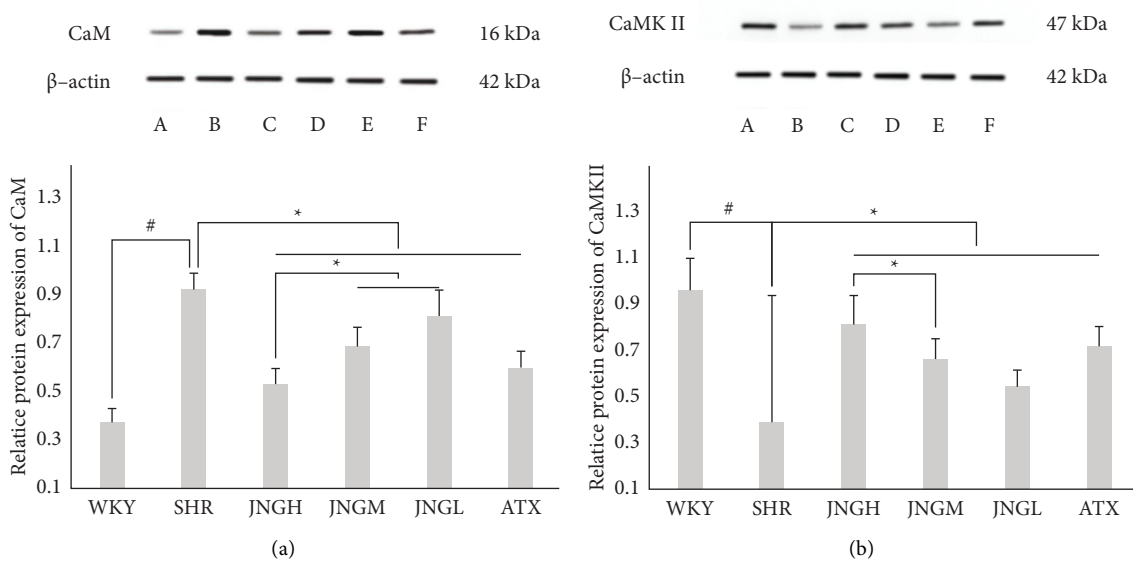 CaM 16 kDa
β–actin 42 kDa
A B C D E F
Relatice protein expression of CaM
1.3
1.1
0.9
0.7
0.5
0.3
0.1
#
*
*
WKY SHR JNGH JNGM JNGL ATX
(a)
CaMK II 47 kDa
β–actin 42 kDa
A B C D E F
Relatice protein expression of CaMKII
1.3
1.1
0.9
0.7
0.5
0.3
0.1
#
*
*
WKY SHR JNGH JNGM JNGL ATX
(b)